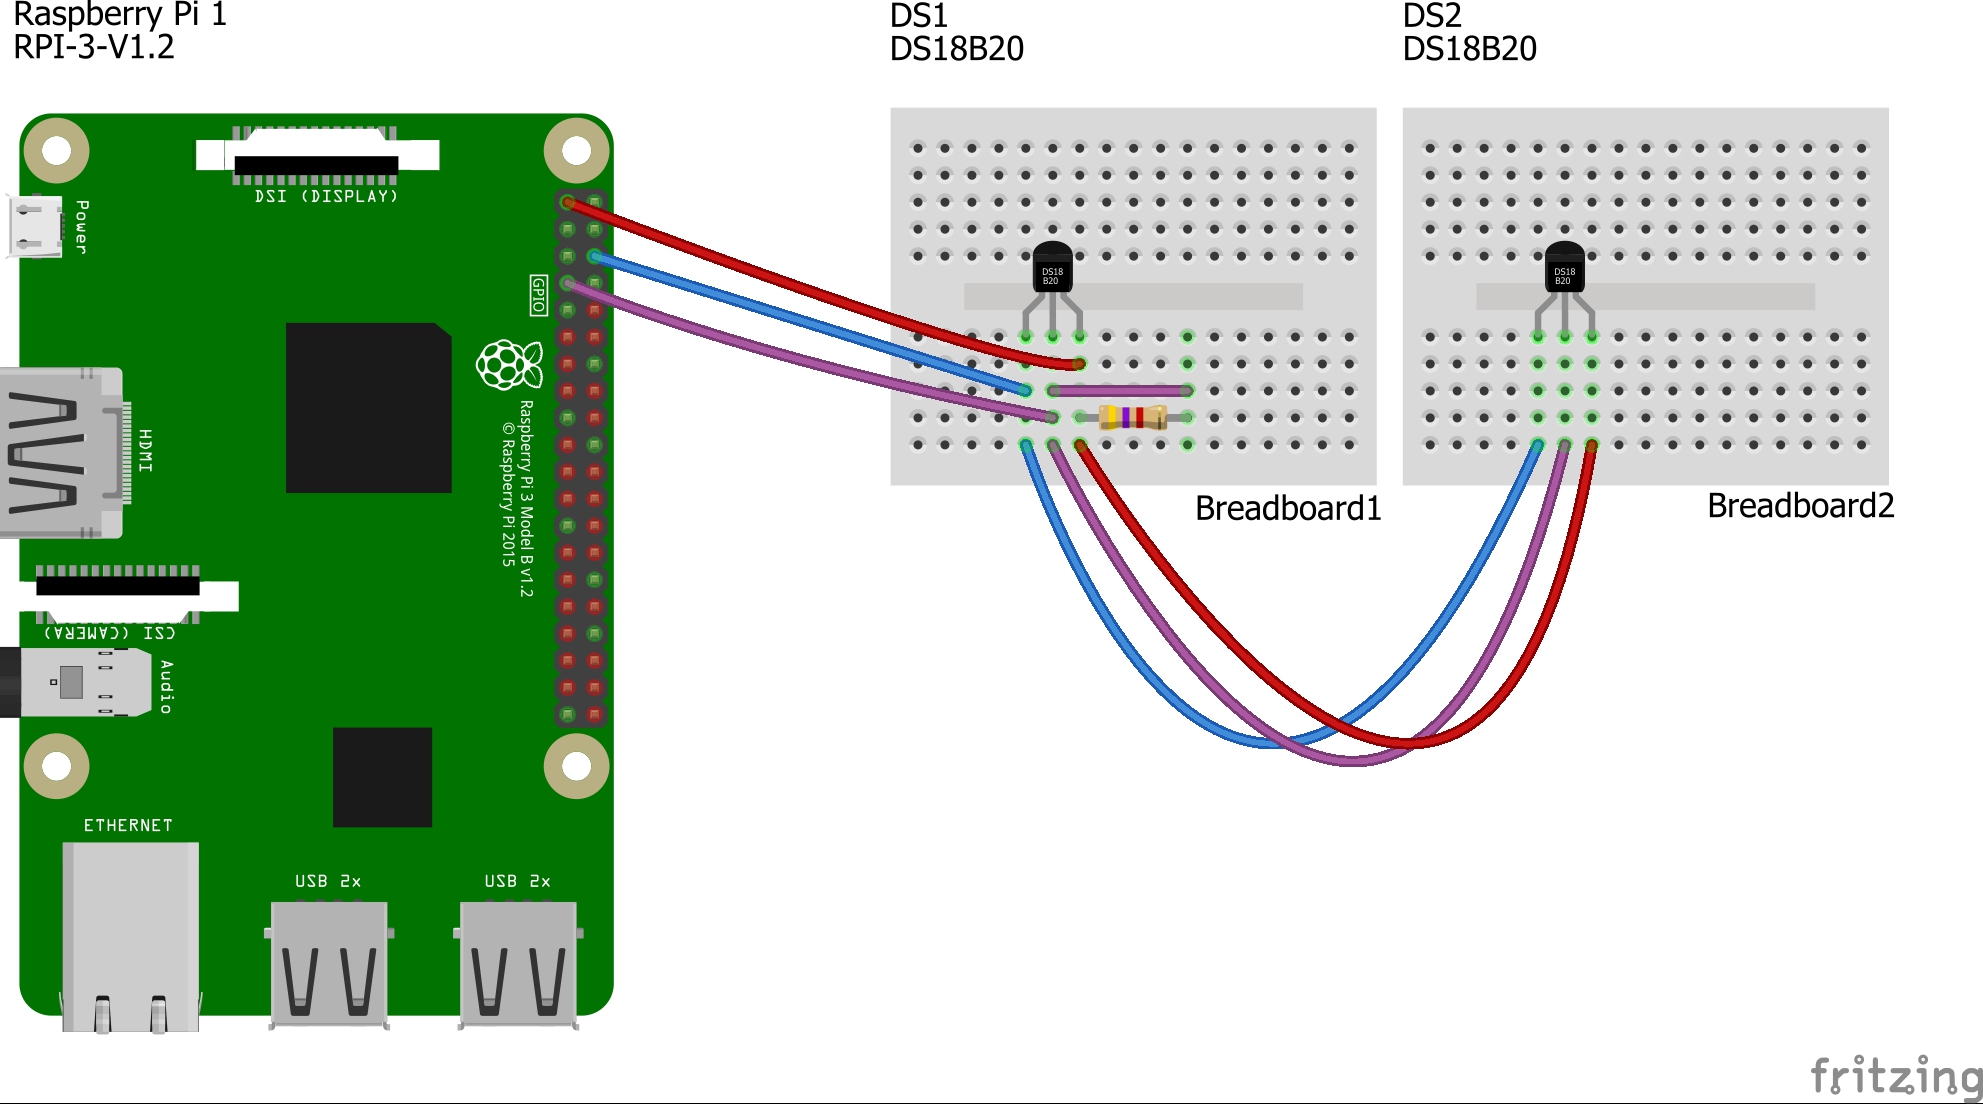 Raspberry Pi 1
RPI-3-V1.2
DS1
DS18B20
DS2
DS18B20
DSI (DISPLAY)
Power
GPIO
HDMI
Raspberry Pi 3 Model B v1.2
© Raspberry Pi 2015
CSI (CAMERA)
Audio
ETHERNET
USB 2x
USB 2x
DS18
B20
DS18
B20
Breadboard1
Breadboard2
fritzing